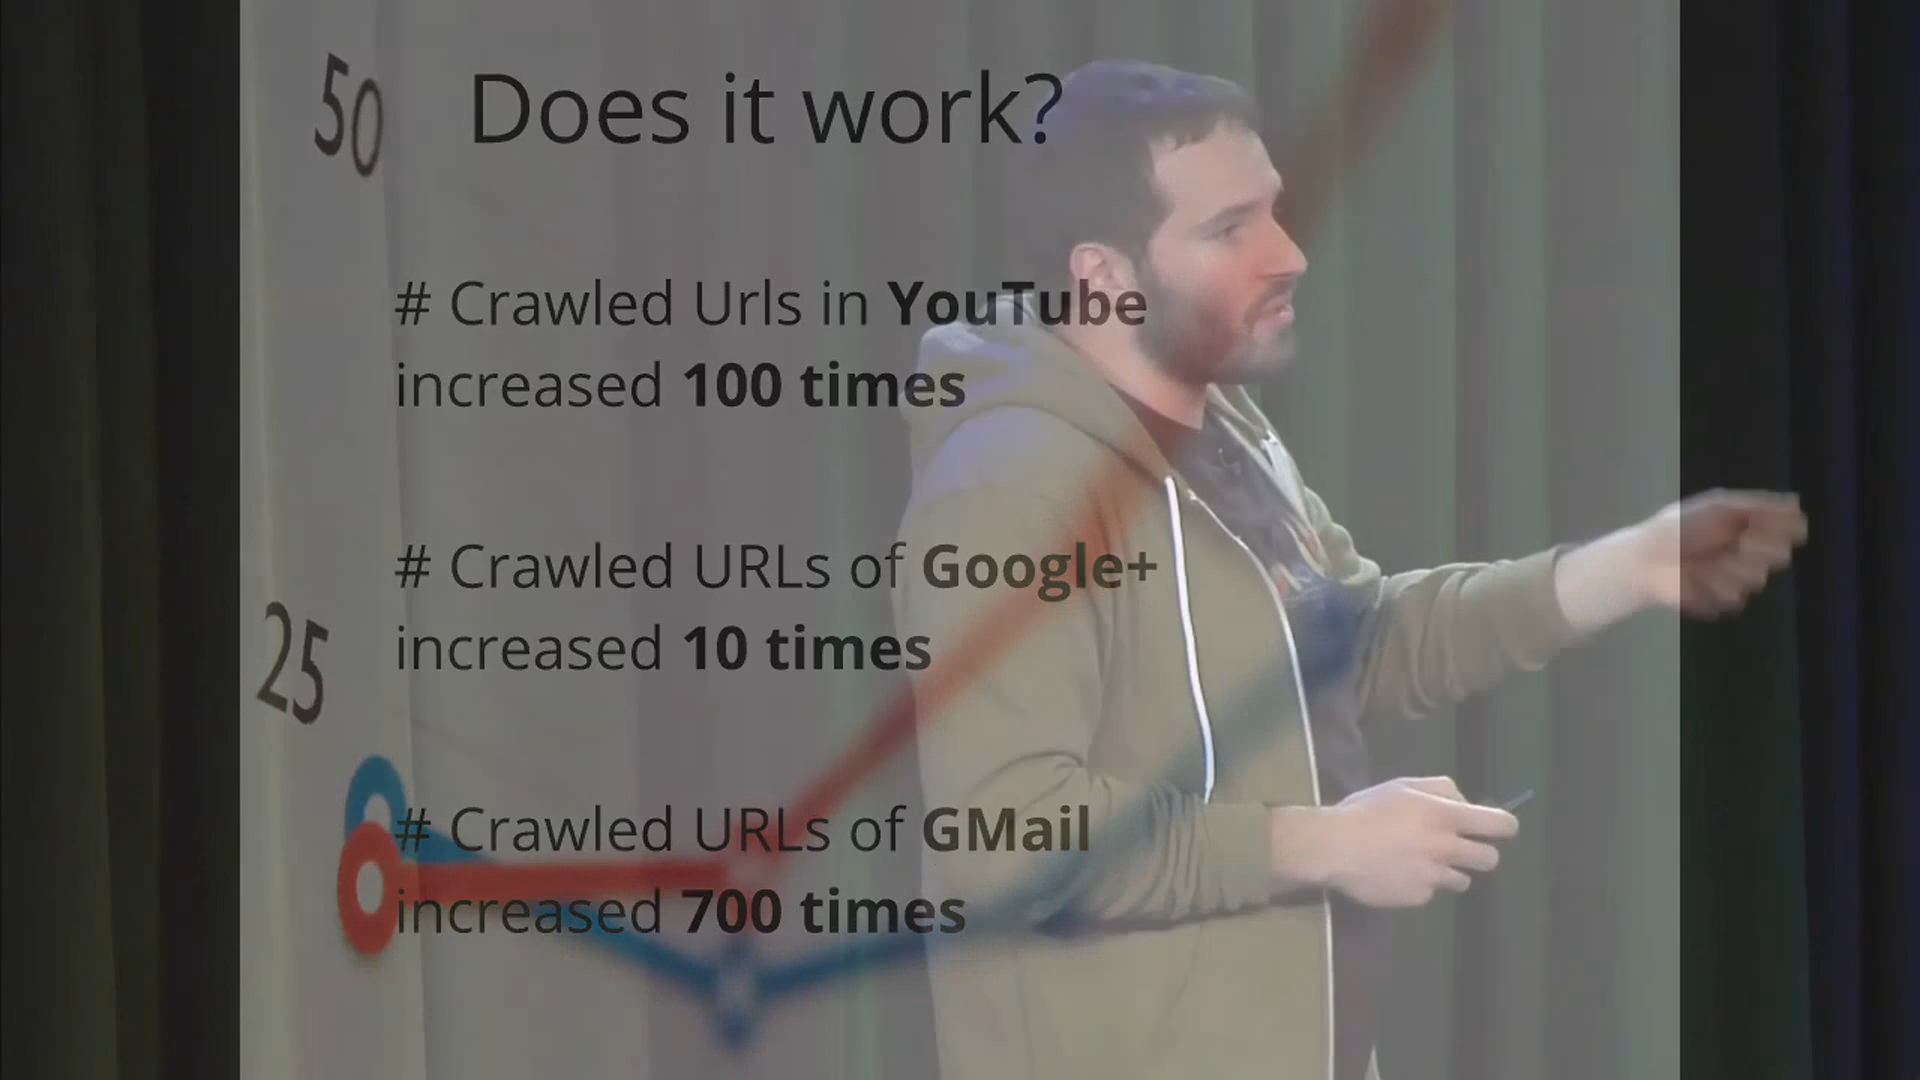 50
Does it work?
# Crawled Urls in YouTube
increased 100 times
# Crawled URLs of Google+
increased 10 times
25
# Crawled URLs of GMail
increased 700 times